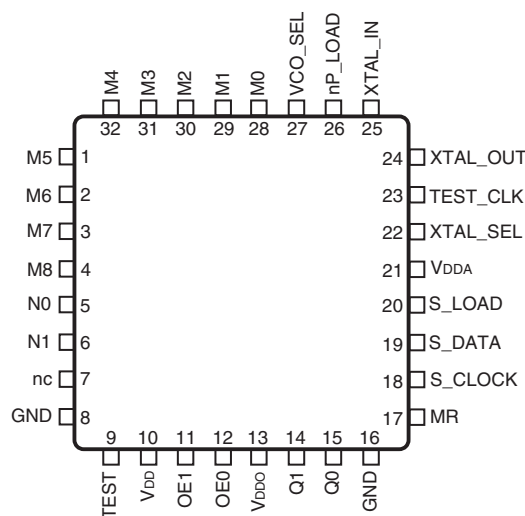 M4 M3 M2 M1 M0 VCO_SEL nP_LOAD XTAL_IN
32 31 30 29 28 27 26 25
M5 1 24 XTAL_OUT
M6 2 23 TEST_CLK
M7 3 22 XTAL_SEL
M8 4 21 VDDA
N0 5 20 S_LOAD
N1 6 19 S_DATA
nc 7 18 S_CLOCK
GND 8 17 MR
9 10 11 12 13 14 15 16
TEST VDD OE1 OE0 VDDO Q1 Q0 GND